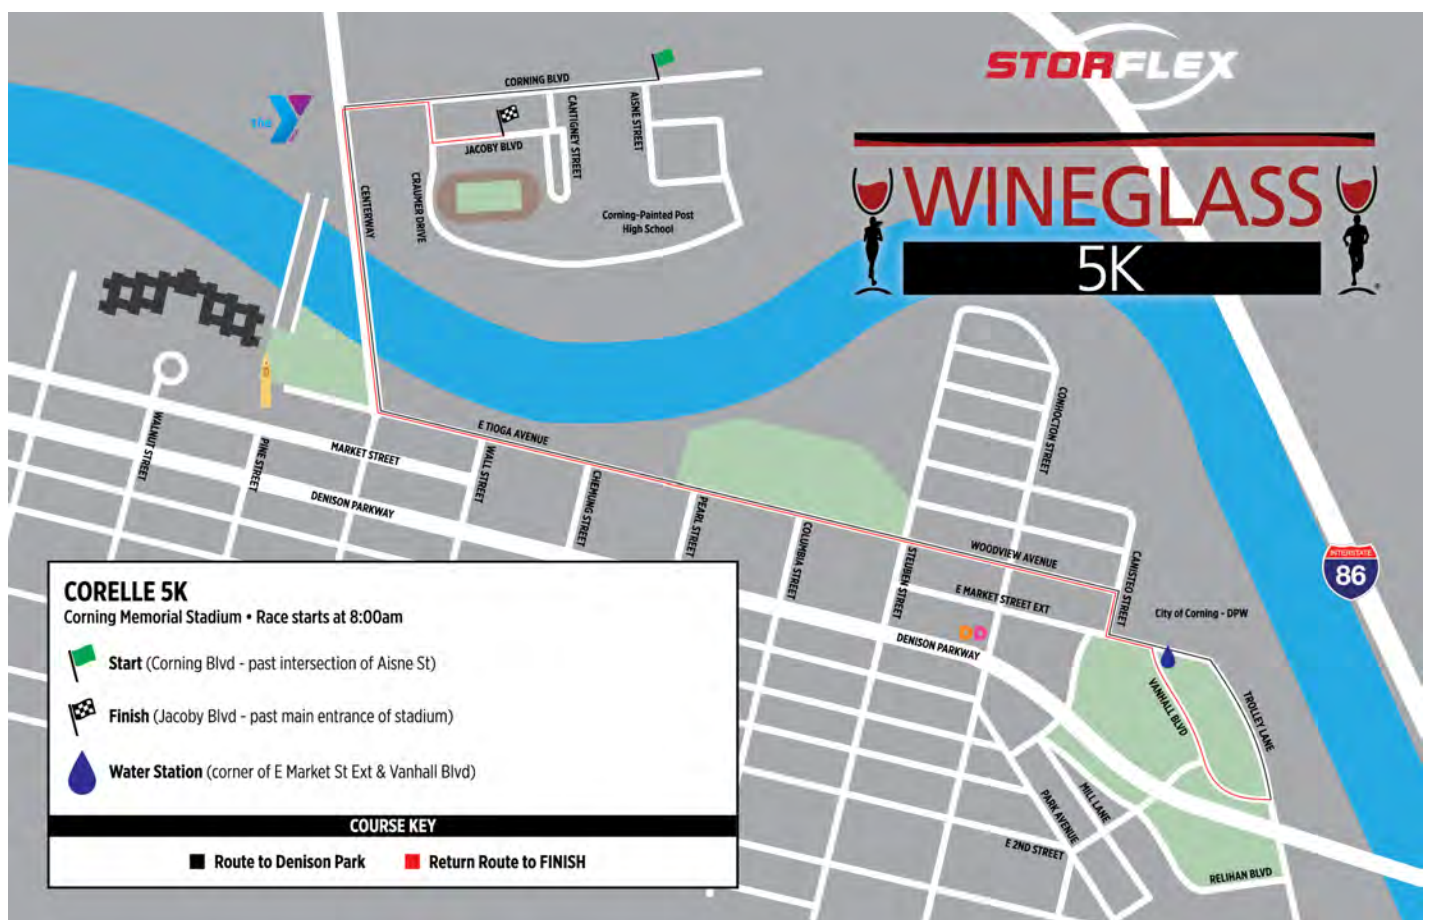 STORFLEX
WINEGLASS
5K
the
CORNING BLVD
JACOBY BLVD
CANTIGNEY STREET
AISNE STREET
CENTERWAY
CRAUMER DRIVE
Corning-Painted Post
High School
E TIOGA AVENUE
MARKET STREET
WALNUT STREET
PINE STREET
DENISON PARKWAY
WALL STREET
CHEMUNG STREET
PEARL STREET
COLUMBIA STREET
STEUBEN STREET
CONHOCTON STREET
WOODVIEW AVENUE
E MARKET STREET EXT
CANISTEO STREET
INTERSTATE
86
City of Corning - DPW
DENISON PARKWAY
VANHALL BLVD
TROLLEY LANE
MILL LANE
PARK AVENUE
E 2ND STREET
RELIHAN BLVD
CORELLE 5K
Corning Memorial Stadium • Race starts at 8:00am
Start (Corning Blvd - past intersection of Aisne St)
Finish (Jacoby Blvd - past main entrance of stadium)
Water Station (corner of E Market St Ext & Vanhall Blvd)
COURSE KEY
Route to Denison Park
Return Route to FINISH